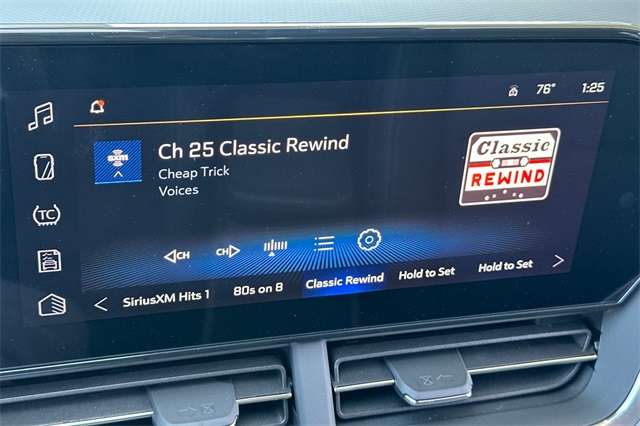 76° 1:25
sxm
Ch 25 Classic Rewind
Cheap Trick
Voices
Classic
REWIND
TC
CH CH
SiriusXM Hits 1 80s on 8 Classic Rewind Hold to Set Hold to Set